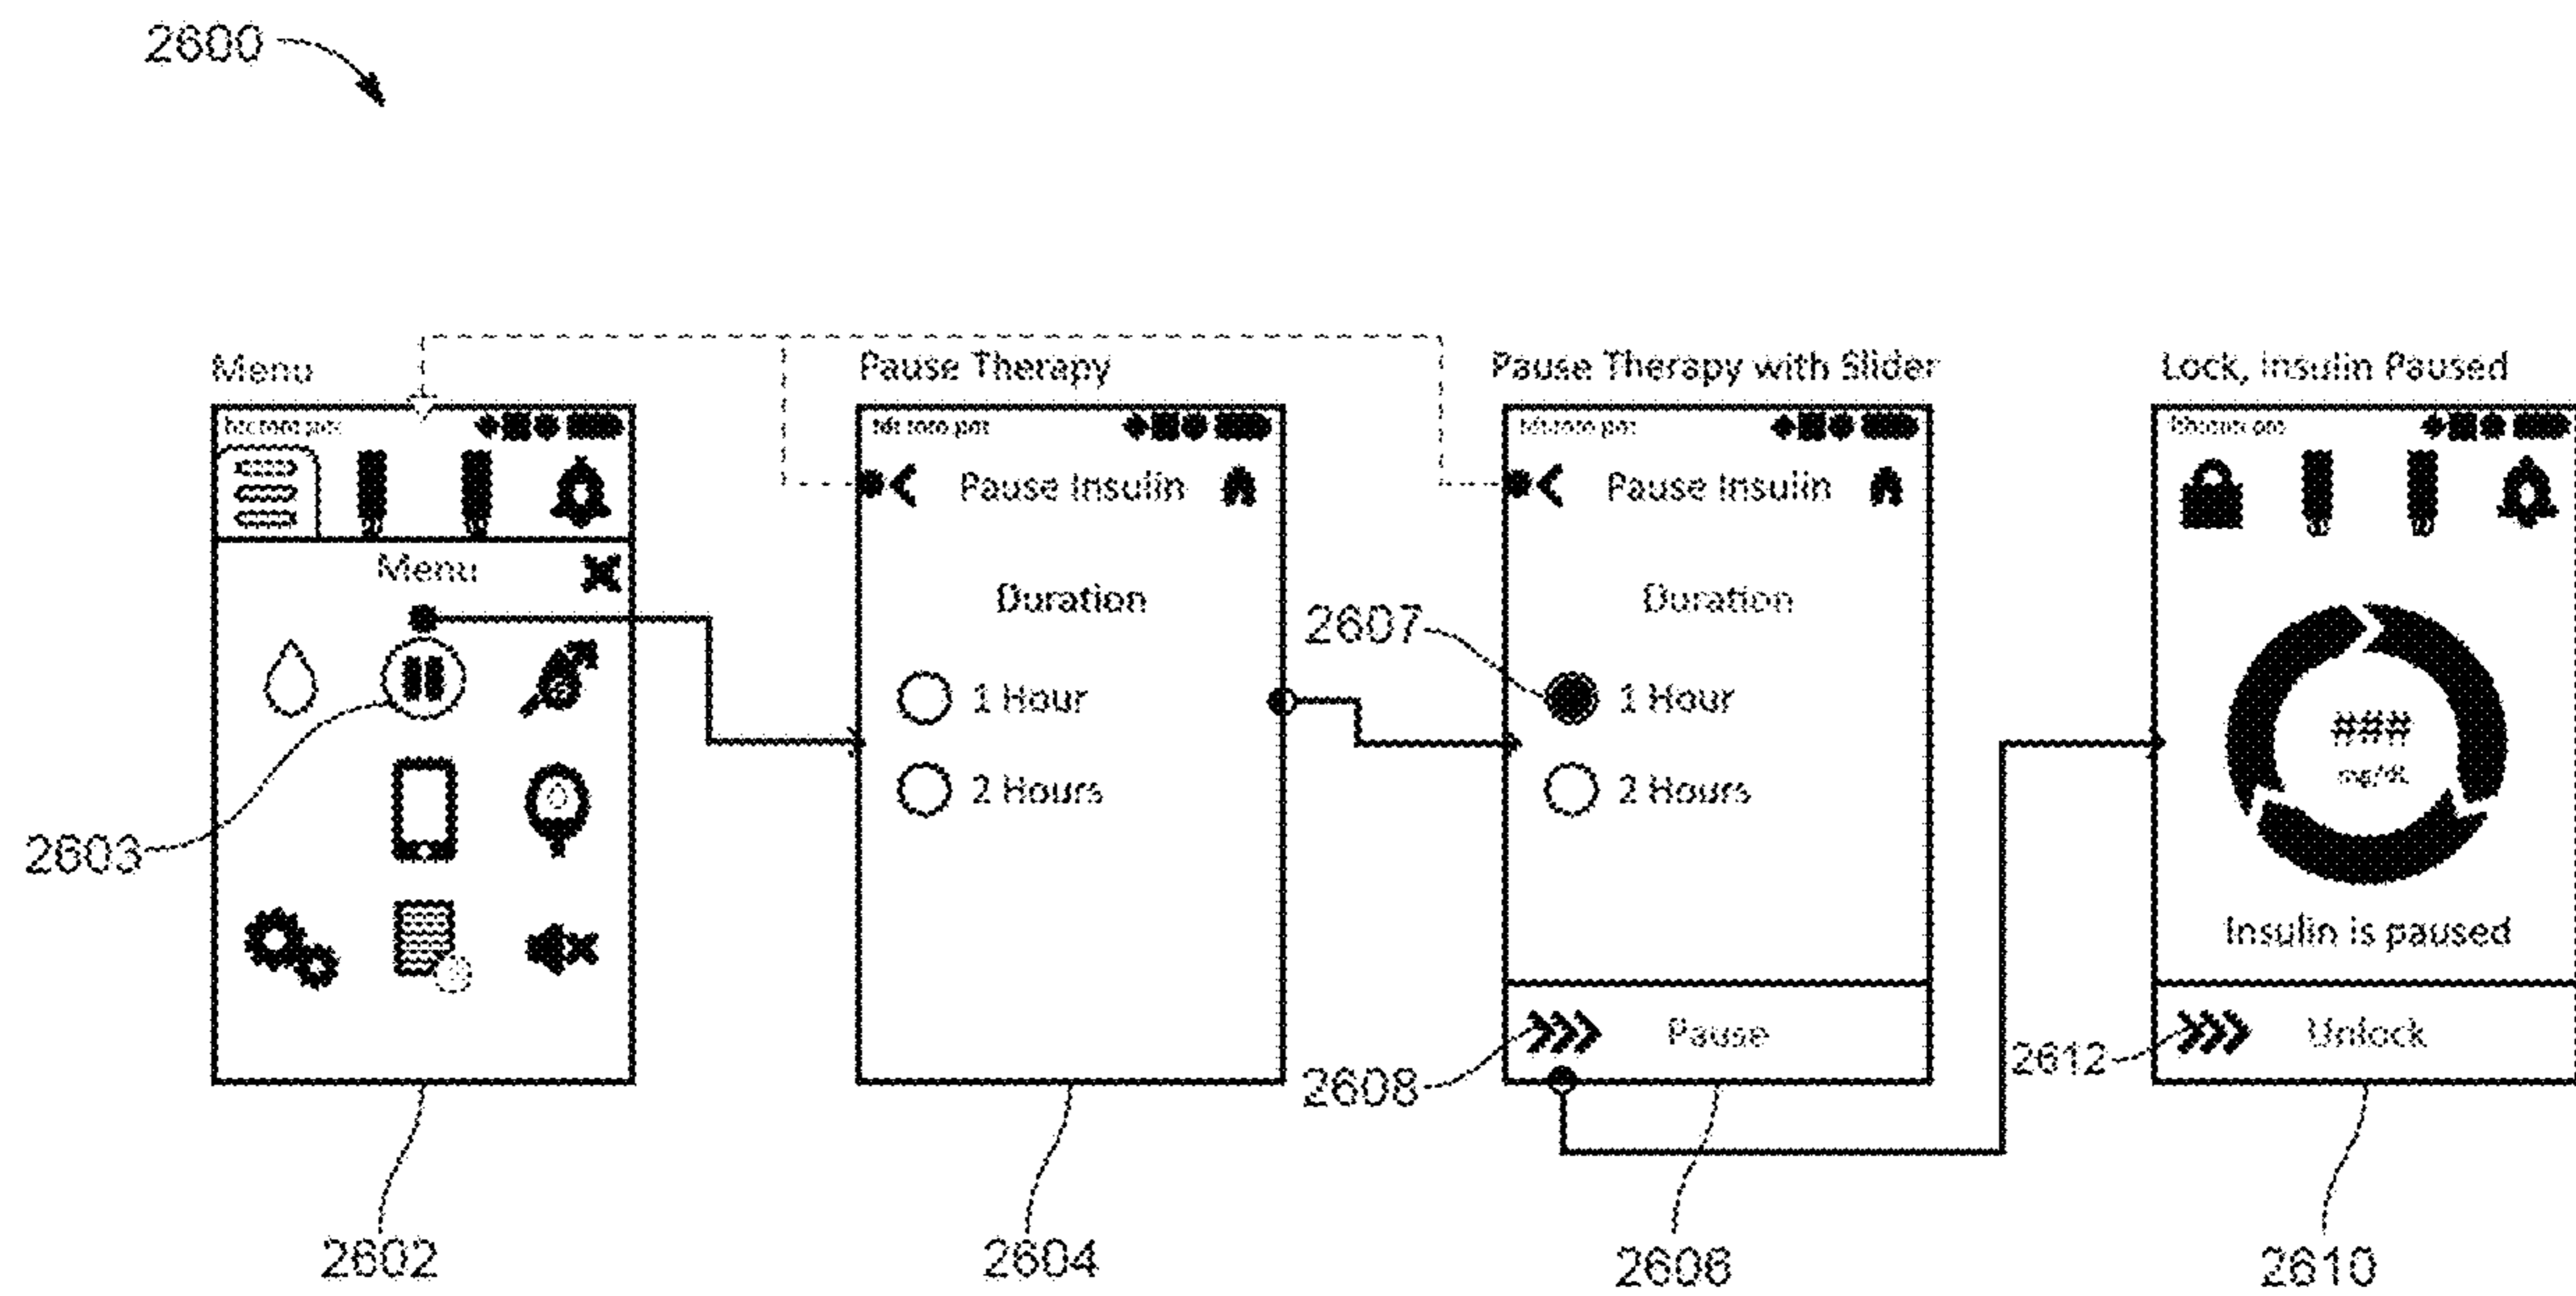 2600
Menu
Menu
2603
2602
Pause Therapy
Pause Insulin
Duration
1 Hour
2 Hours
2604
Pause Therapy with Slider
Pause Insulin
Duration
2607
1 Hour
2 Hours
2608
Pause
2606
Lock, Insulin Paused
###
mg/dL
Insulin is paused
2612
Unlock
2610